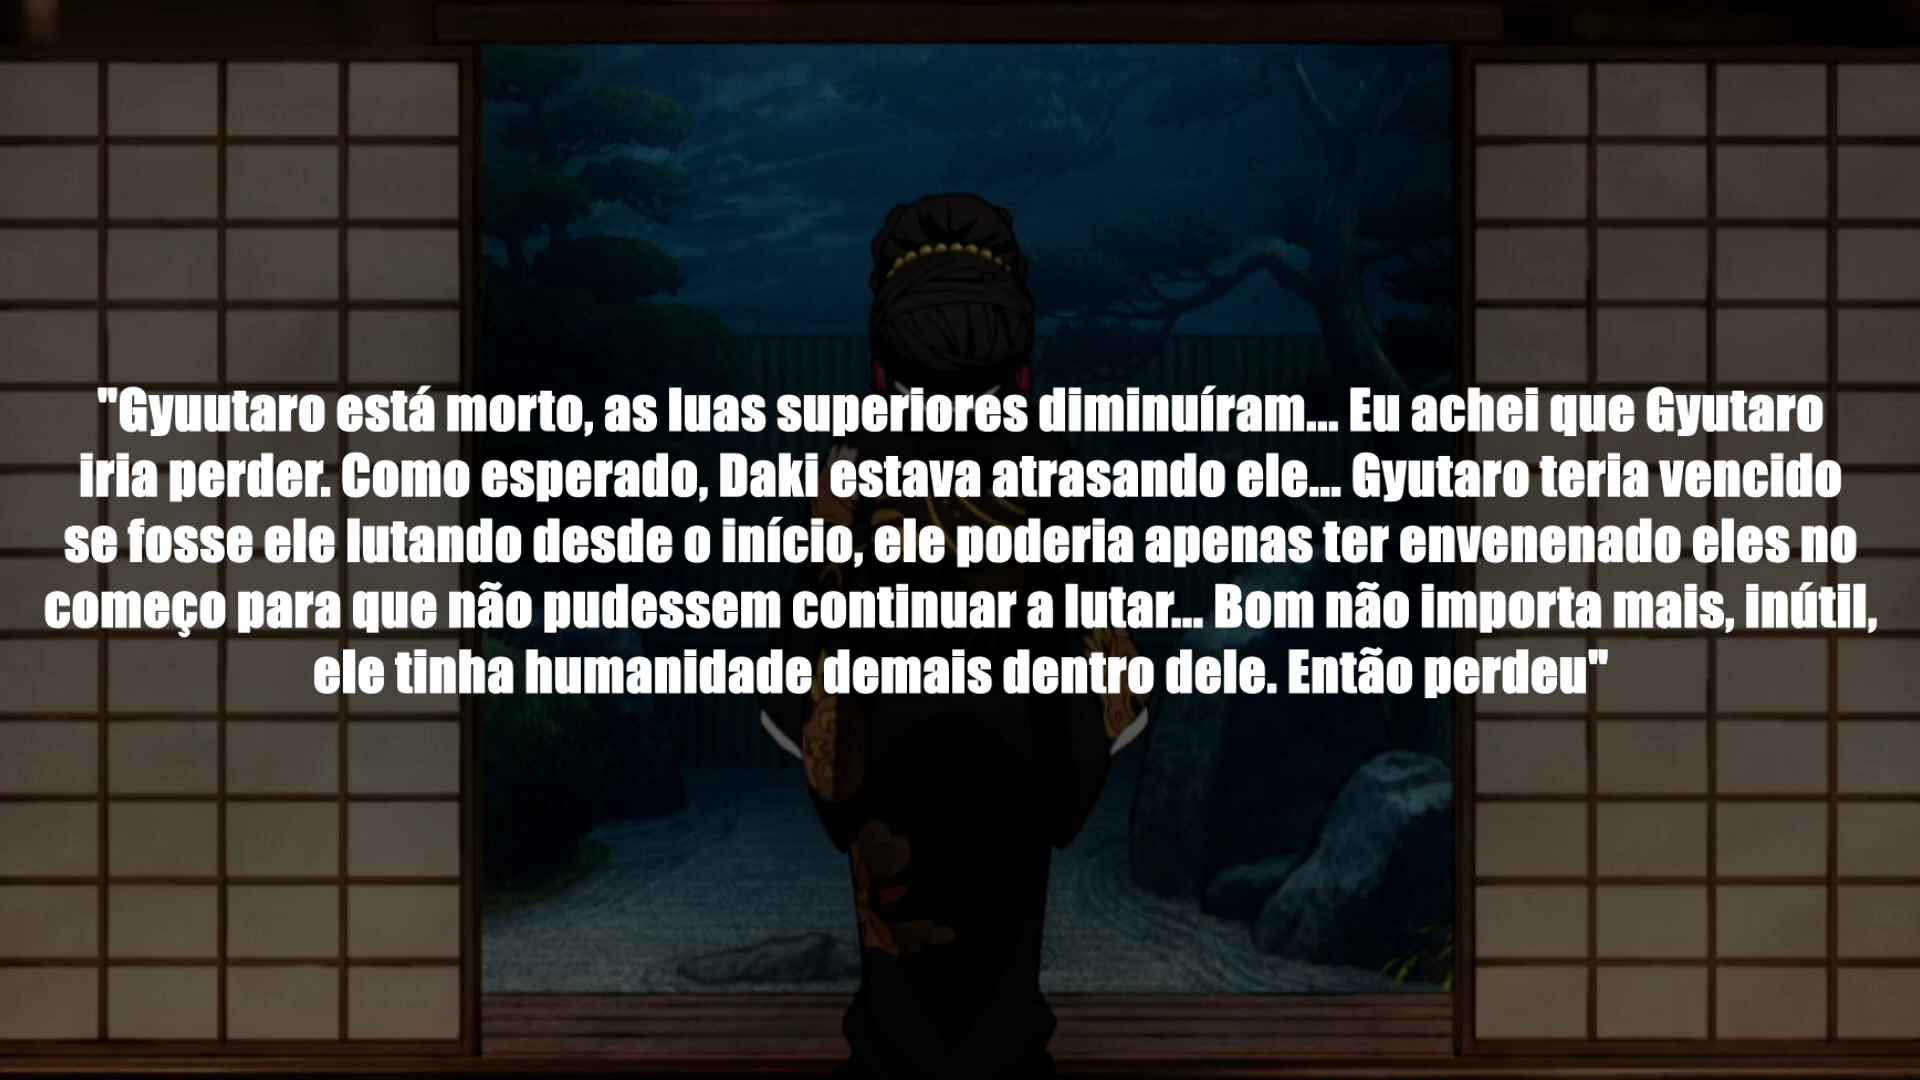 "Gyuutaro está morto, as luas superiores diminuíram... Eu achei que Gyutaro
iria perder. Como esperado, Daki estava atrasando ele... Gyutaro teria vencido
se fosse ele lutando desde o início, ele poderia apenas ter envenenado eles no
começo para que não pudessem continuar a lutar... Bom não importa mais, inútil,
ele tinha humanidade demais dentro dele. Então perdeu"